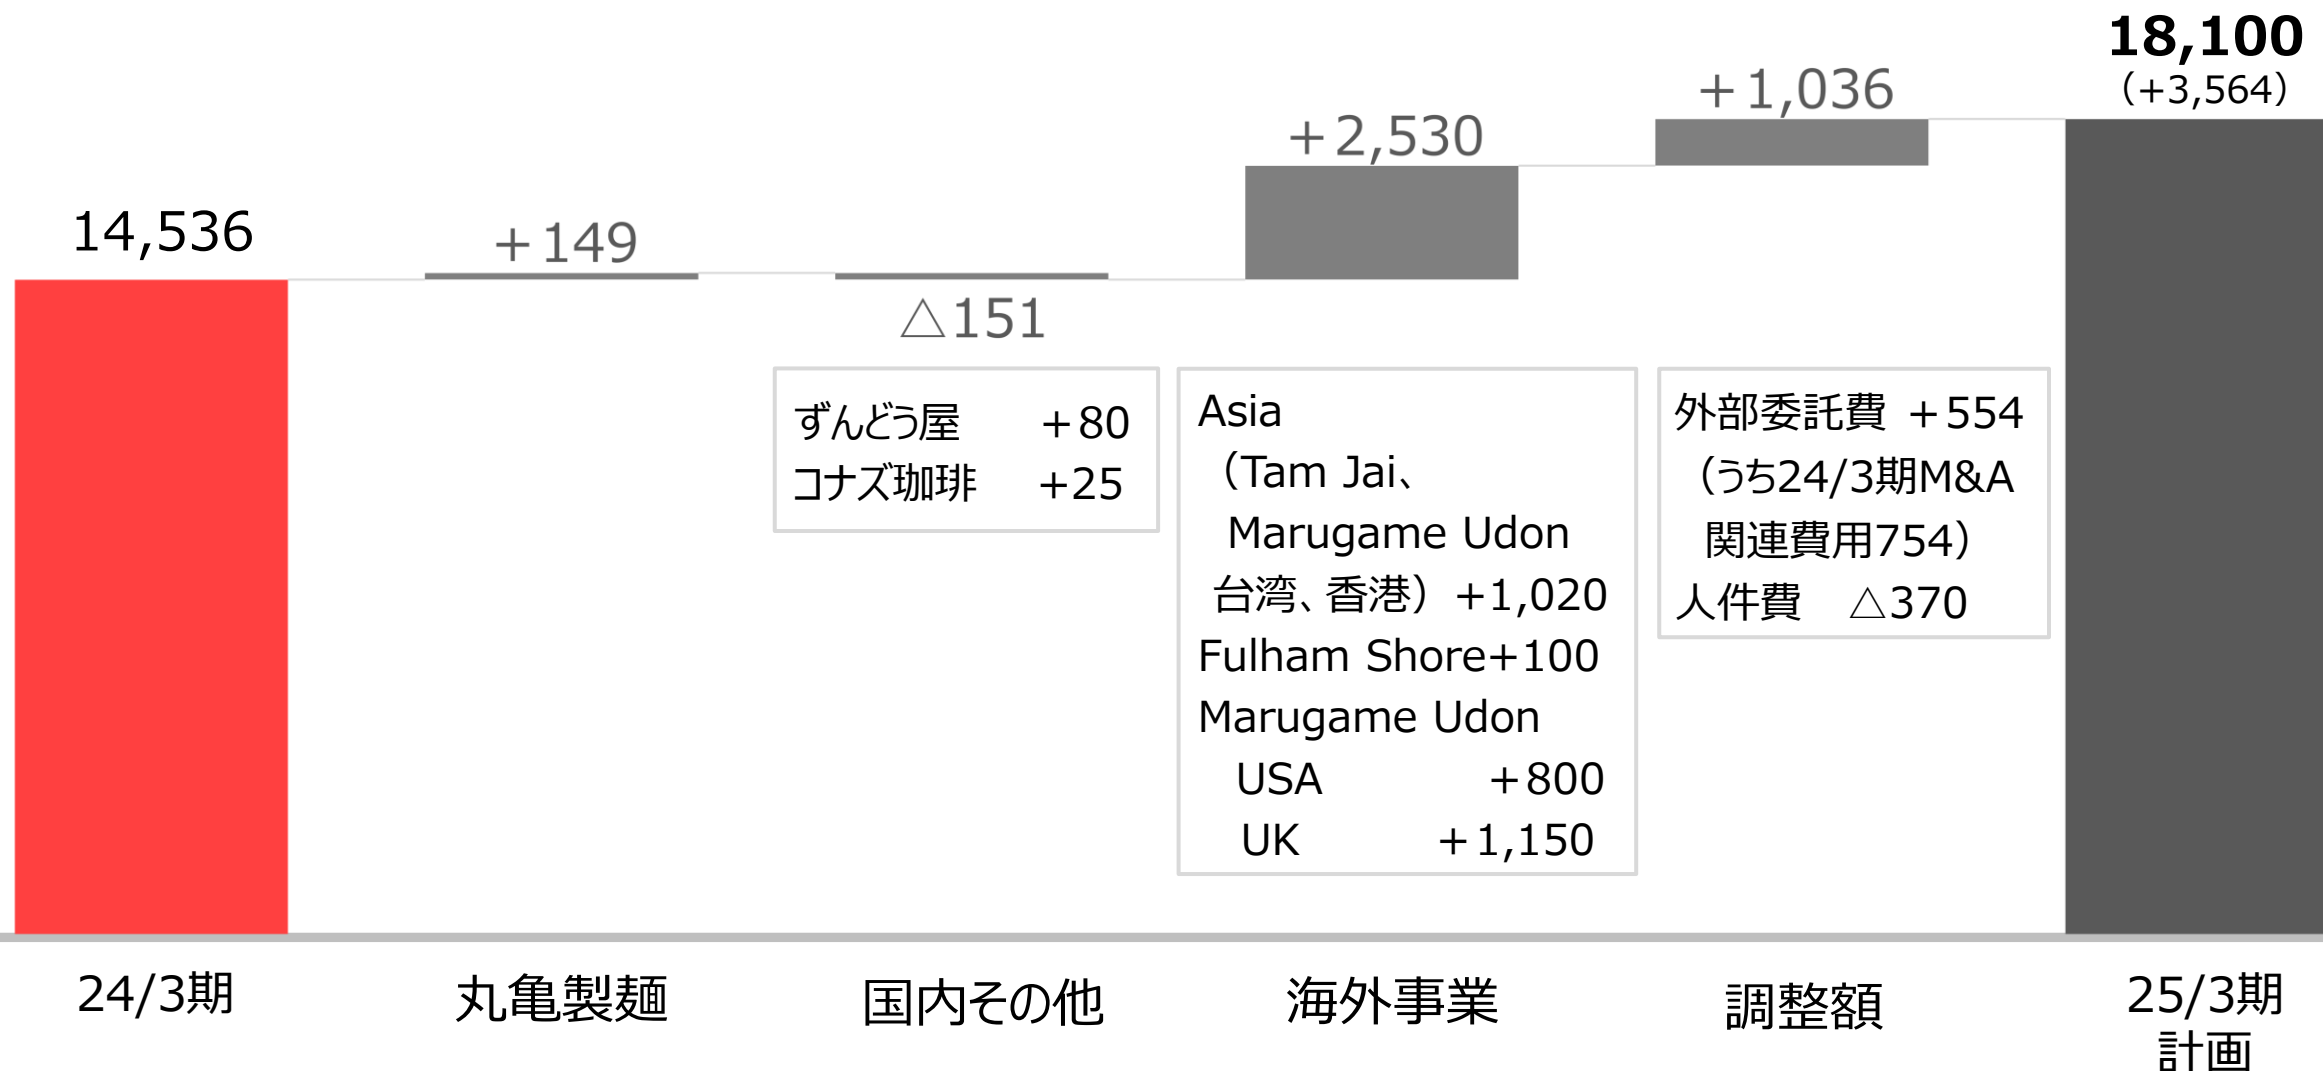 14,536
＋149
△151
＋2,530
＋1,036
18,100
（+3,564）
ずんどう屋 ＋80
コナズ珈琲 +25
Asia
（Tam Jai、
Marugame Udon
台湾、香港）+1,020
Fulham Shore+100
Marugame Udon
USA ＋800
UK ＋1,150
外部委託費 ＋554
（うち24/3期M&A
関連費用754）
人件費 △370
24/3期
丸亀製麺
国内その他
海外事業
調整額
25/3期
計画